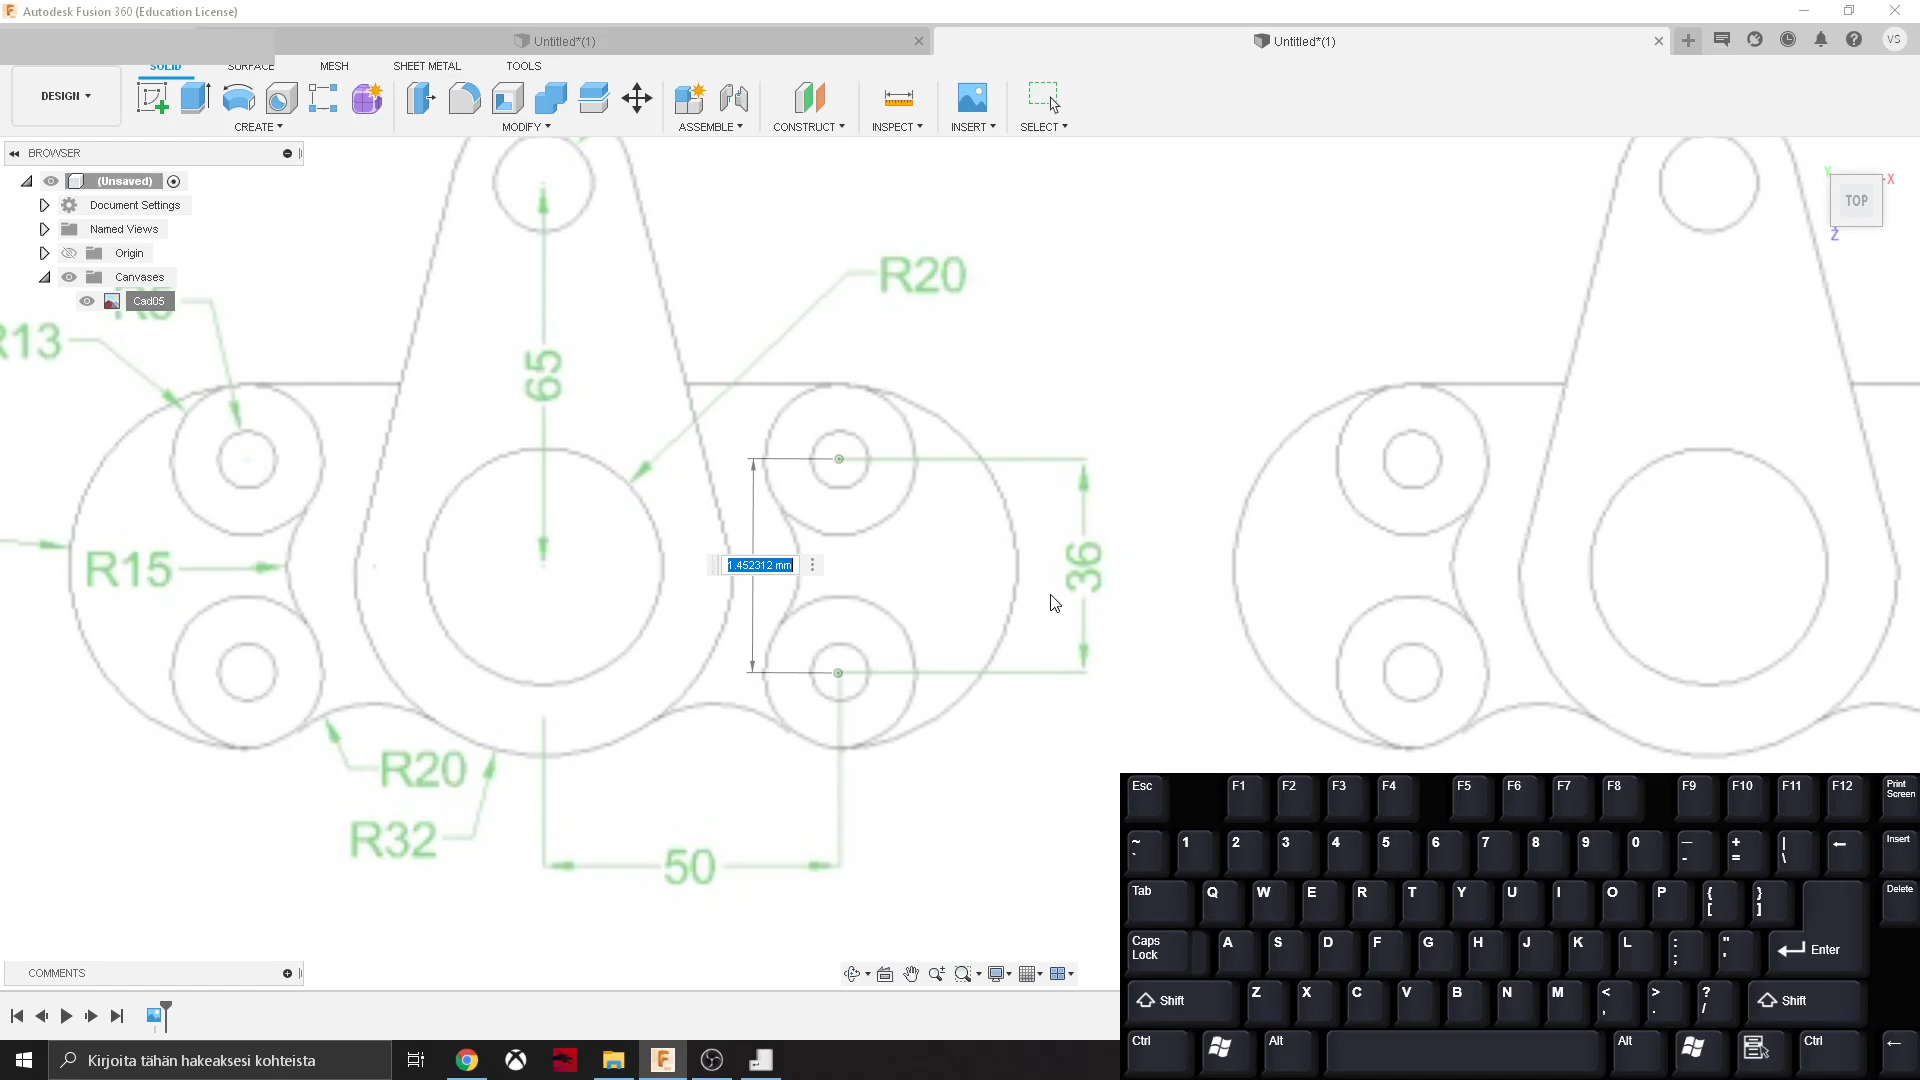 Autodesk Fusion 360 (Education License)
Untitled*(1)
Untitled*(1)
VS
SOLID
SURFACE
MESH
SHEET METAL
TOOLS
DESIGN
CREATE
MODIFY
ASSEMBLE
CONSTRUCT
INSPECT
INSERT
SELECT
BROWSER
(Unsaved)
Document Settings
Named Views
Origin
Canvases
Cad05
Y
X
TOP
Z
R20
R13
65
R15
1.452312 mm
36
R20
R32
50
COMMENTS
Kirjoita tähän hakeaksesi kohteista
Esc F1 F2 F3 F4 F5 F6 F7 F8 F9 F10 F11 F12 Print Screen
~ ` 1 2 3 4 5 6 7 8 9 0 — - + = | \ Insert
Tab Q W E R T Y U I O P { [ } ] Delete
Caps Lock A S D F G H J K L : ; " ' Enter
Shift Z X C V B N M < , > . ? / Shift
Ctrl Alt Alt Ctrl